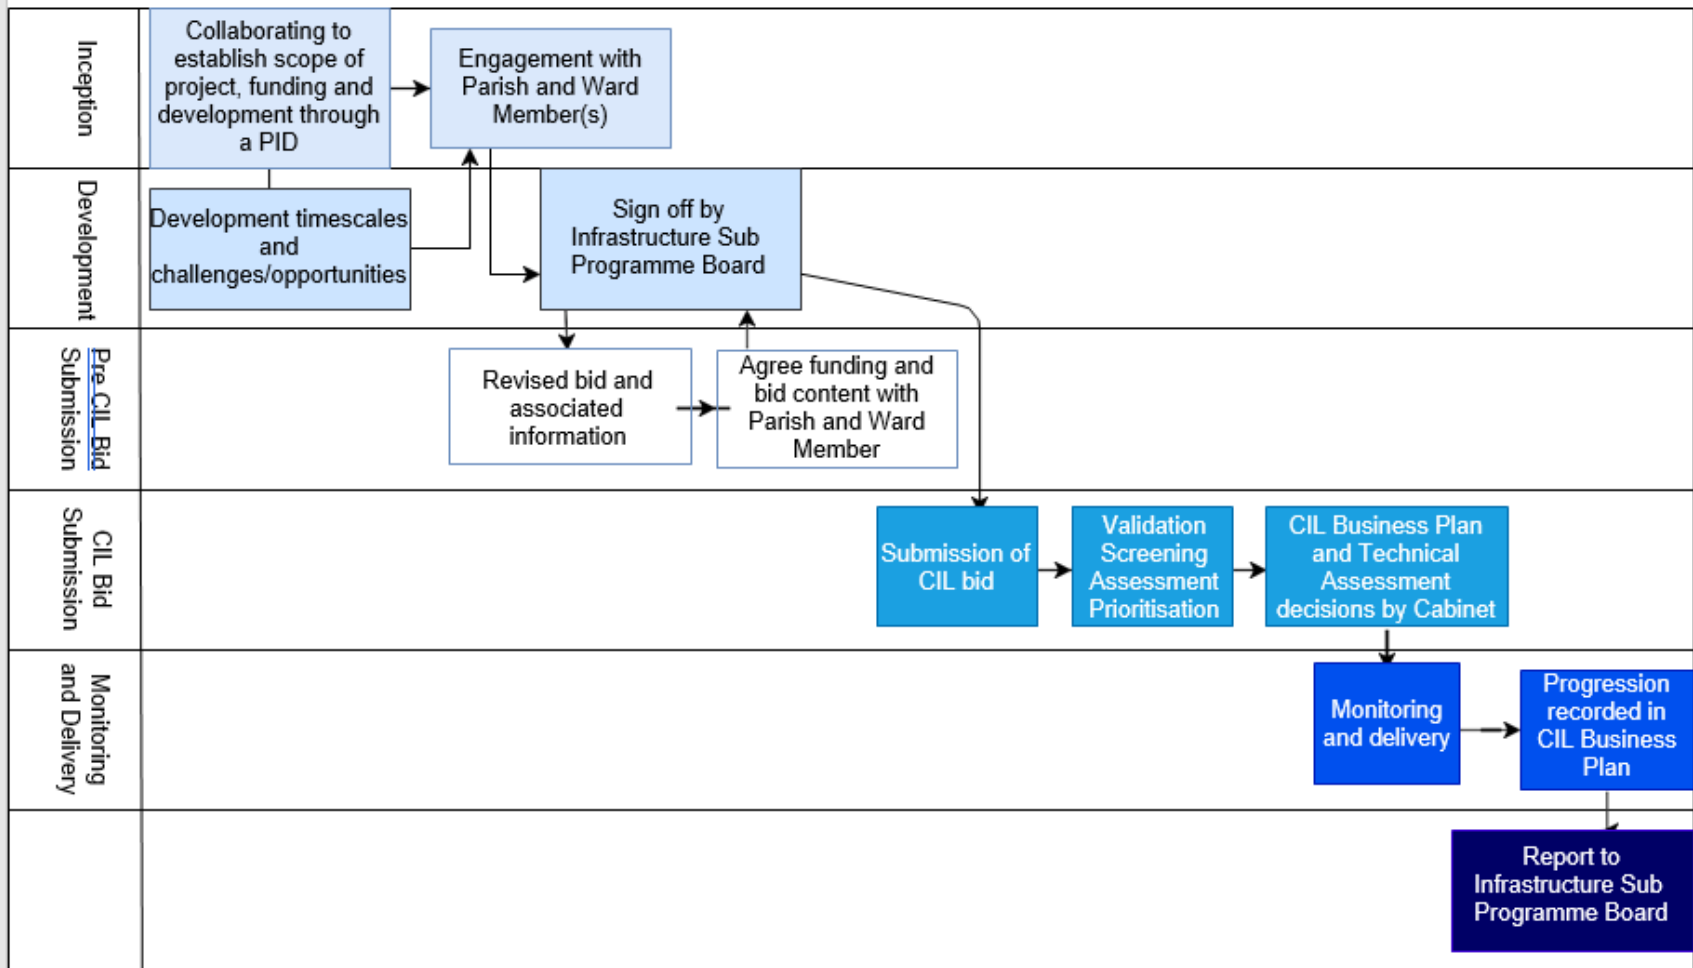 Inception
Collaborating to
establish scope of
project, funding and
development through
a PID
Engagement with
Parish and Ward
Member(s)
Development
Development timescales
and
challenges/opportunities
Sign off by
Infrastructure Sub
Programme Board
Pre CIL Bid
Submission
Revised bid and
associated
information
Agree funding and
bid content with
Parish and Ward
Member
CIL Bid
Submission
Submission of
CIL bid
Validation
Screening
Assessment
Prioritisation
CIL Business Plan
and Technical
Assessment
decisions by Cabinet
Monitoring
and Delivery
Monitoring
and delivery
Progression
recorded in
CIL Business
Plan
Report to
Infrastructure Sub
Programme Board